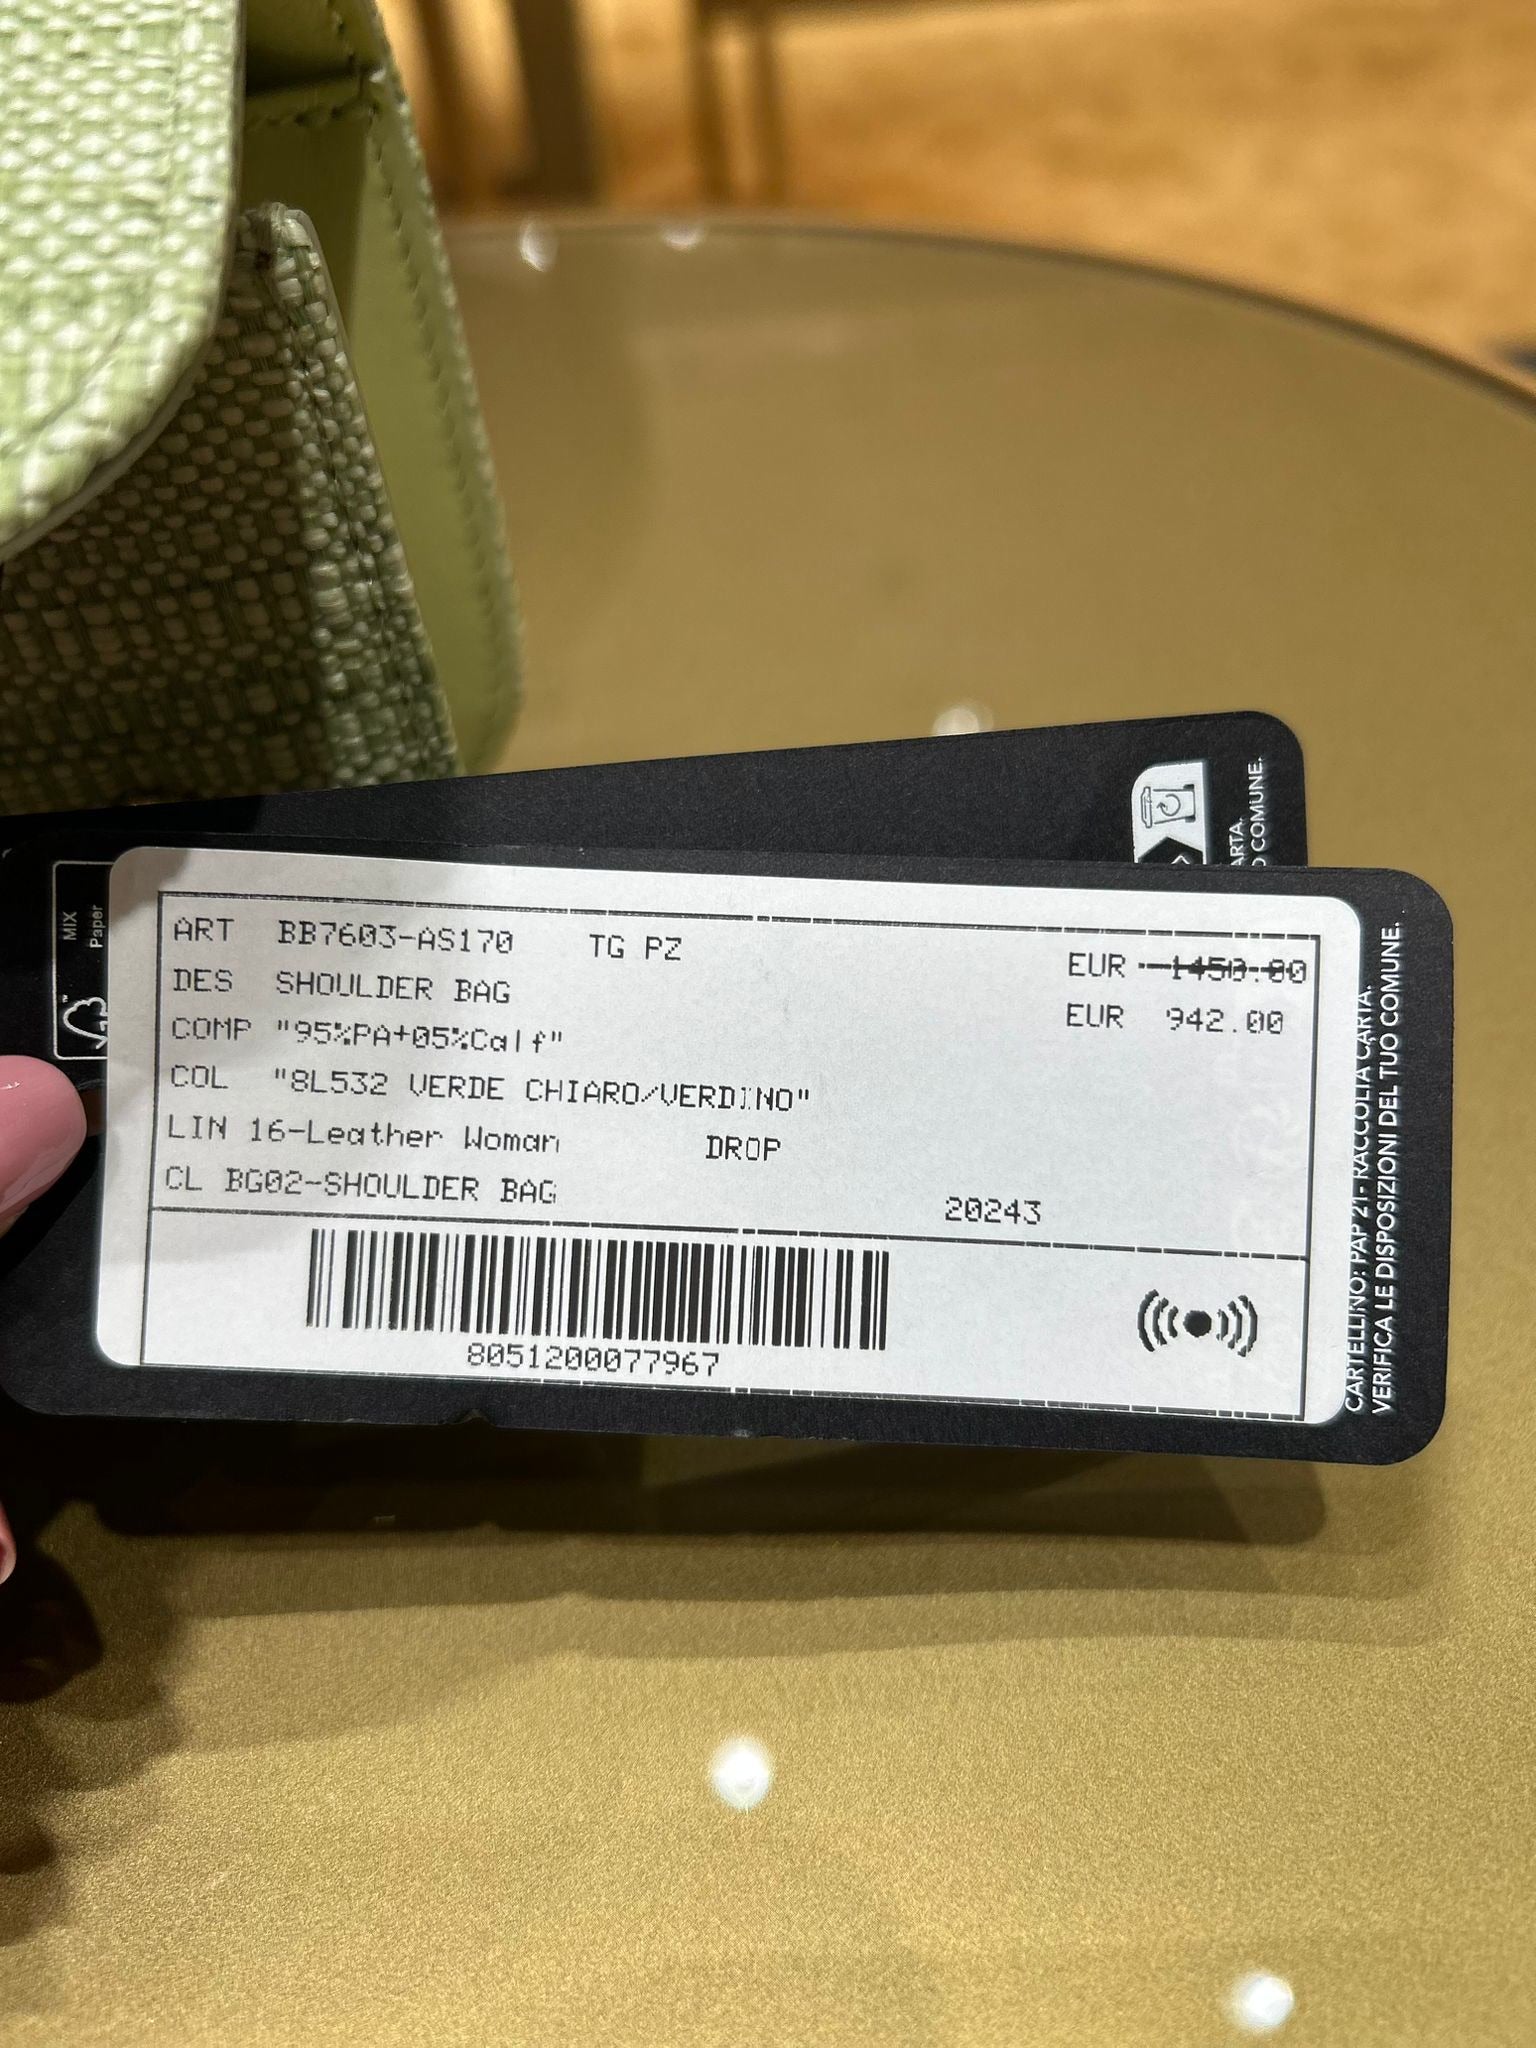 ART BB7603-AS170 TG PZ EUR 1450.00
DES SHOULDER BAG EUR 942.00
COMP "95%PA+05%Calf"
COL "8L532 VERDE CHIARO/VERDINO"
LIN 16-Leather Woman DROP
CL BG02-SHOULDER BAG 20243
8051200077967
CARTELLINO: PAP 21- RACCOLTA CARTA.
VERIFICA LE DISPOSIZIONI DEL TUO COMUNE.
MIX
Paper
COMUNE.